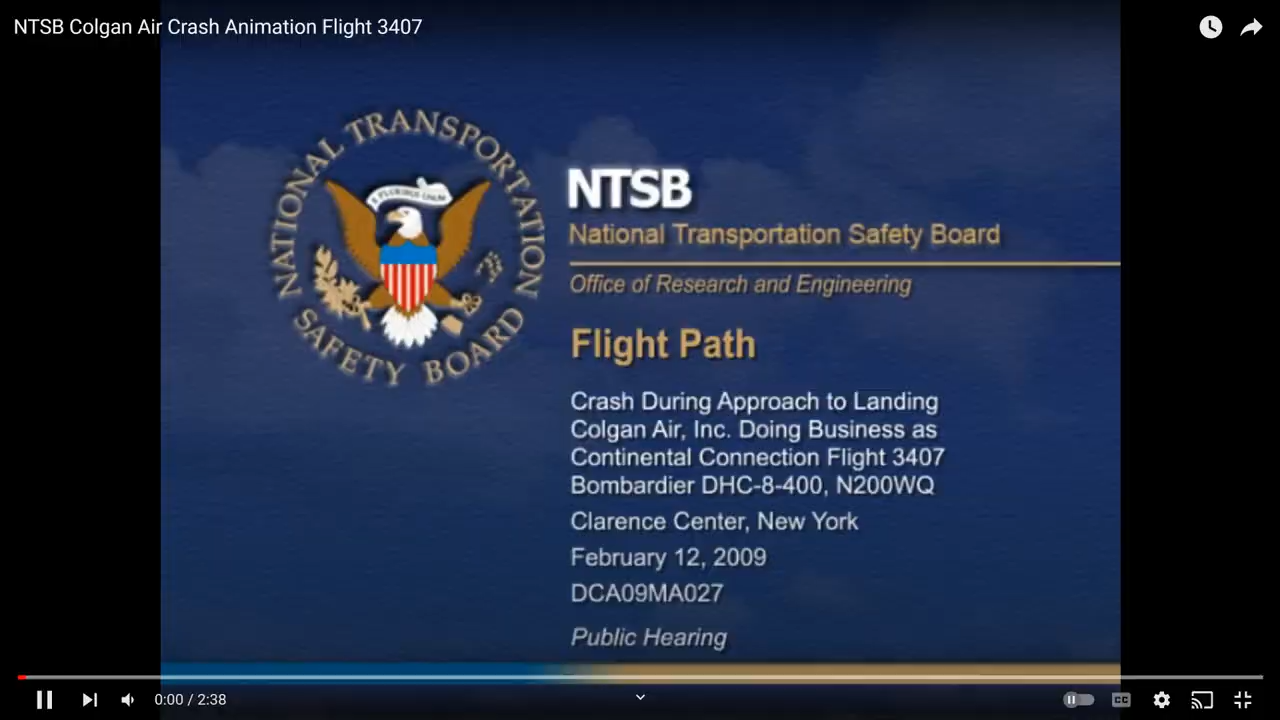 NTSB Colgan Air Crash Animation Flight 3407
NATIONAL TRANSPORTATION
SAFETY BOARD
E PLURIBUS UNUM
NTSB
National Transportation Safety Board
Office of Research and Engineering
Flight Path
Crash During Approach to Landing
Colgan Air, Inc. Doing Business as
Continental Connection Flight 3407
Bombardier DHC-8-400, N200WQ
Clarence Center, New York
February 12, 2009
DCA09MA027
Public Hearing
0:00 / 2:38
CC